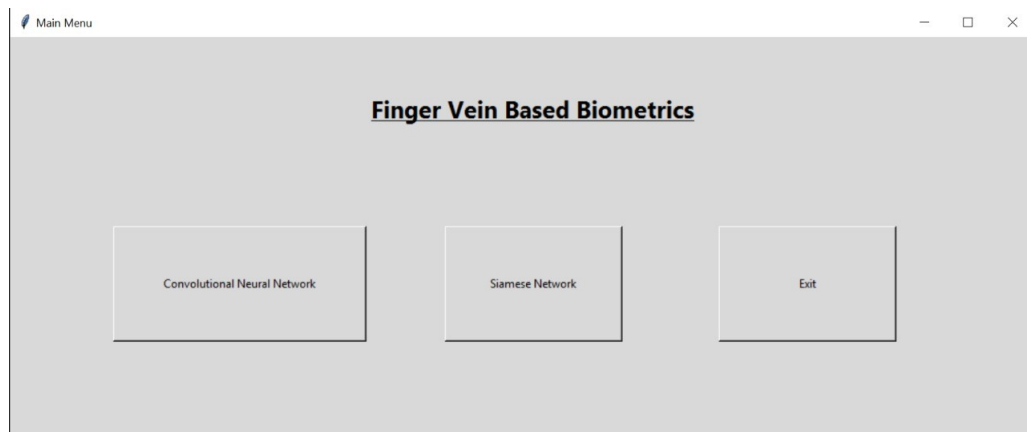 Main Menu
Finger Vein Based Biometrics
Convolutional Neural Network
Siamese Network
Exit